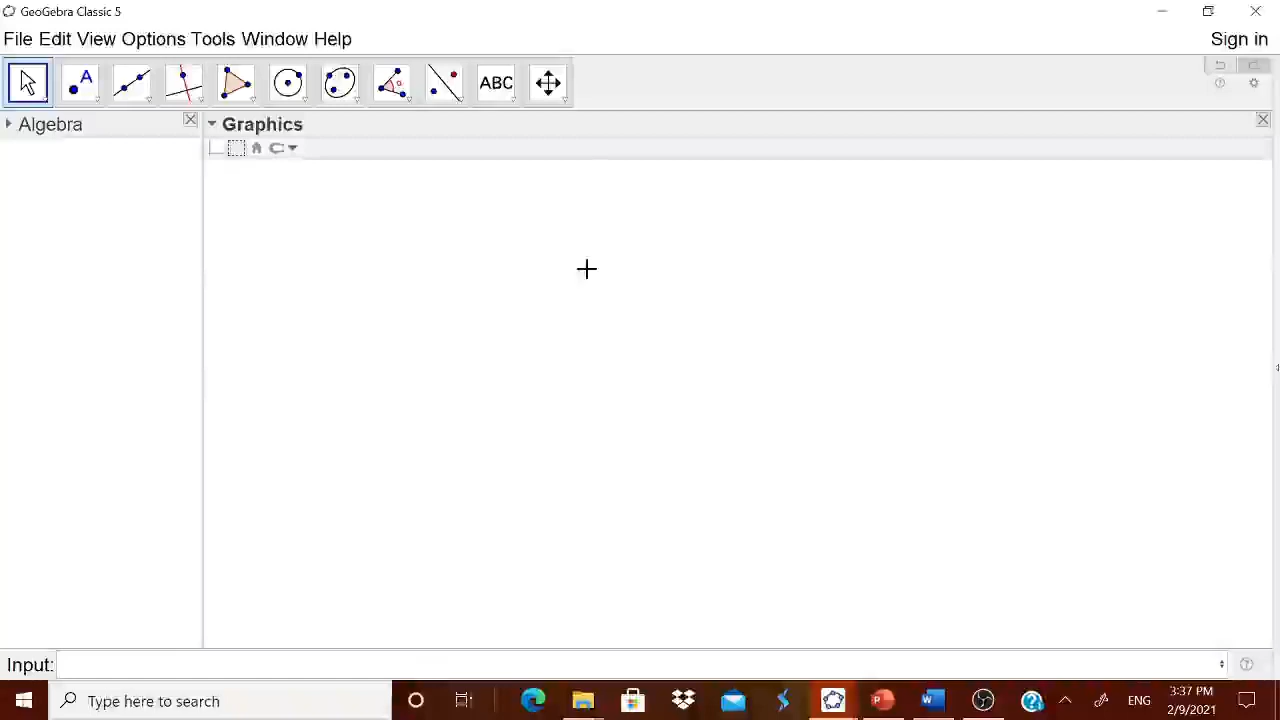 GeoGebra Classic 5
File Edit View Options Tools Window Help
Sign in
A
ABC
Algebra
Graphics
Input:
Type here to search
ENG
3:37 PM
2/9/2021